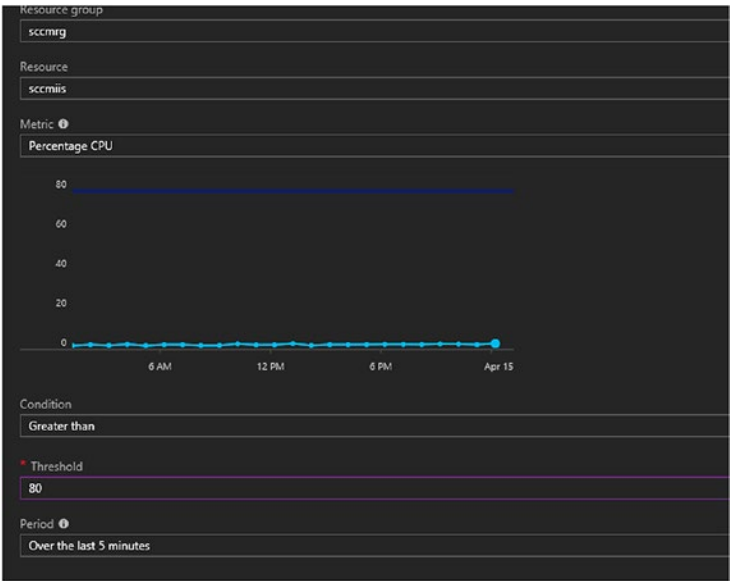 Resource group
sccmrg
Resource
sccmiis
Metric
Percentage CPU
80
60
40
20
0
6 AM 12 PM 6 PM Apr 15
Condition
Greater than
* Threshold
80
Period
Over the last 5 minutes